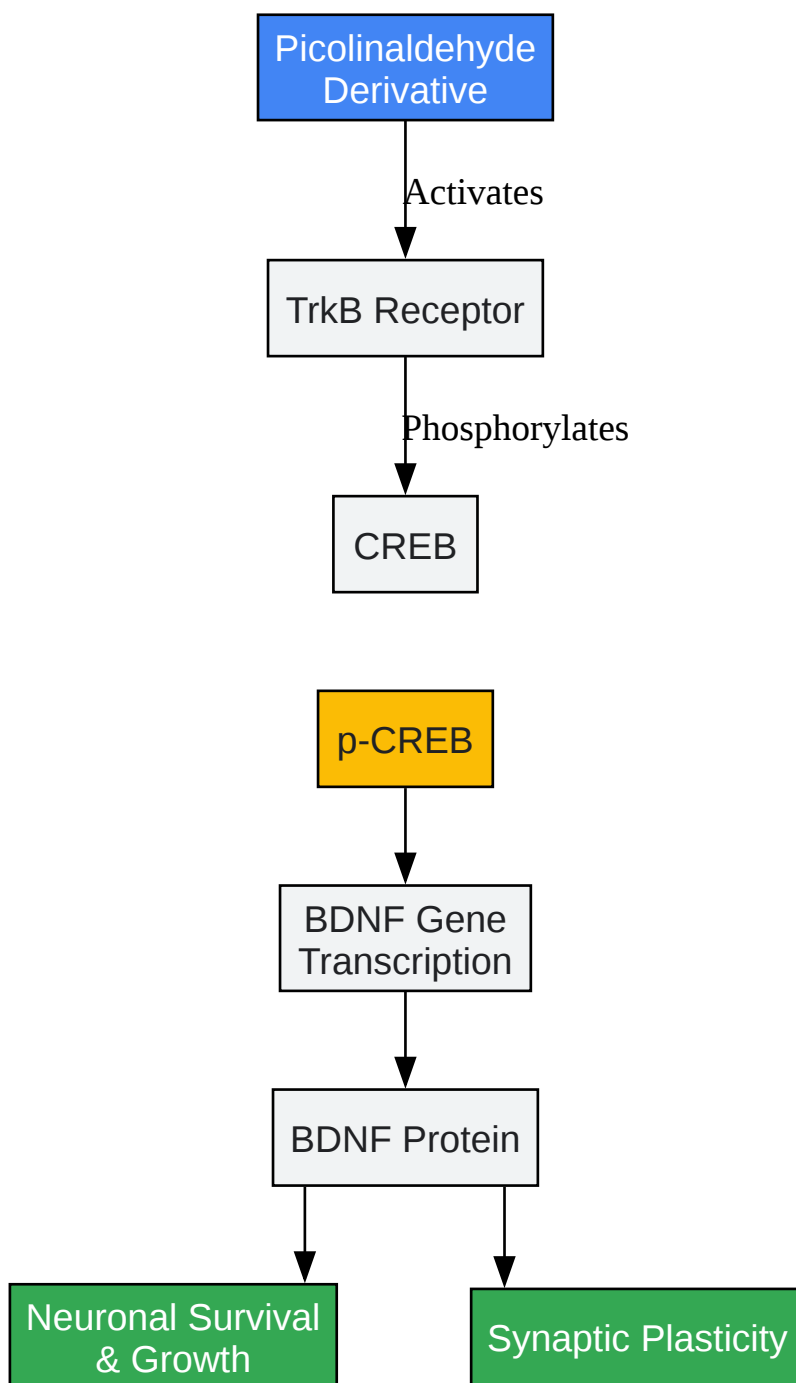 Picolinaldehyde
Derivative
Activates
TrkB Receptor
Phosphorylates
CREB
p-CREB
BDNF Gene
Transcription
BDNF Protein
Neuronal Survival
& Growth
Synaptic Plasticity